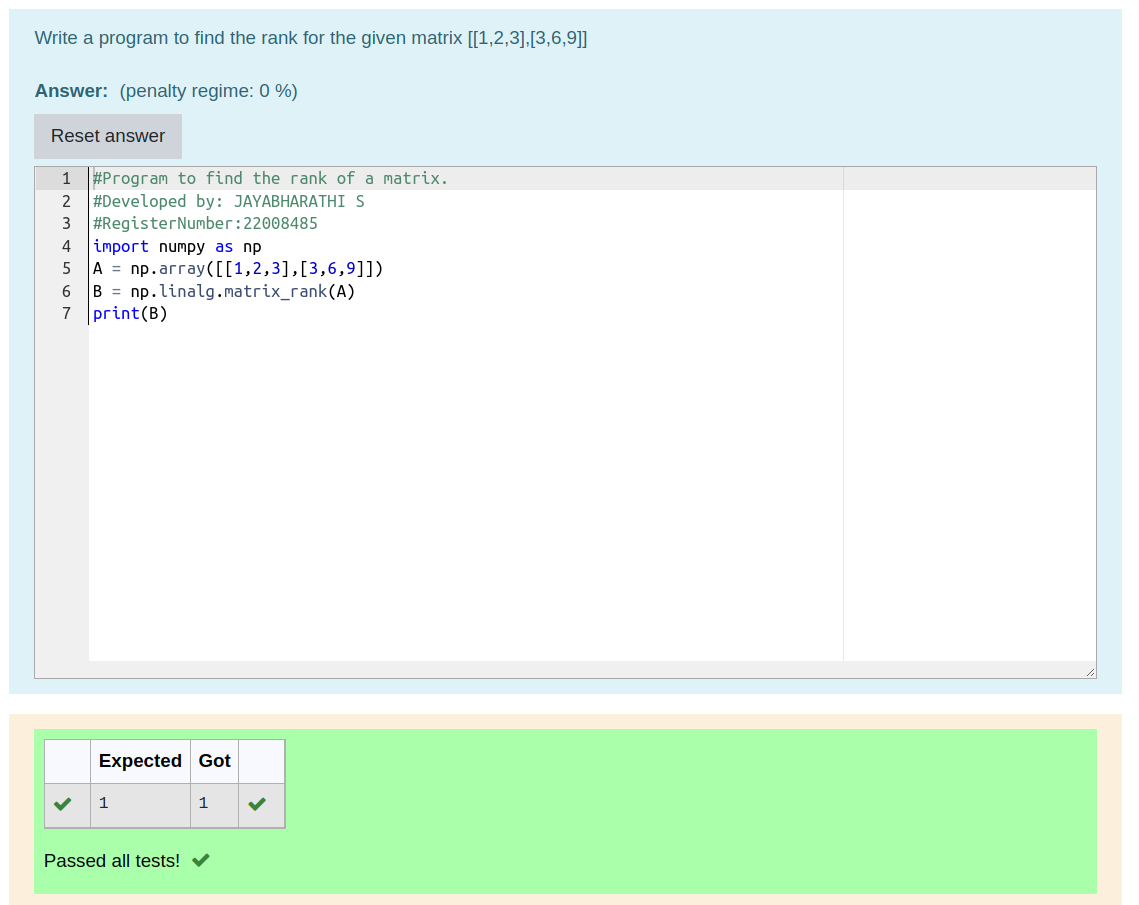 Write a program to find the rank for the given matrix [[1,2,3],[3,6,9]]
Answer: (penalty regime: 0 %)
Reset answer
1 #Program to find the rank of a matrix.
2 #Developed by: JAYABHARATHI S
3 #RegisterNumber:22008485
4 import numpy as np
5 A = np.array([[1,2,3],[3,6,9]])
6 B = np.linalg.matrix_rank(A)
7 print(B)
Expected Got
1 1
Passed all tests!